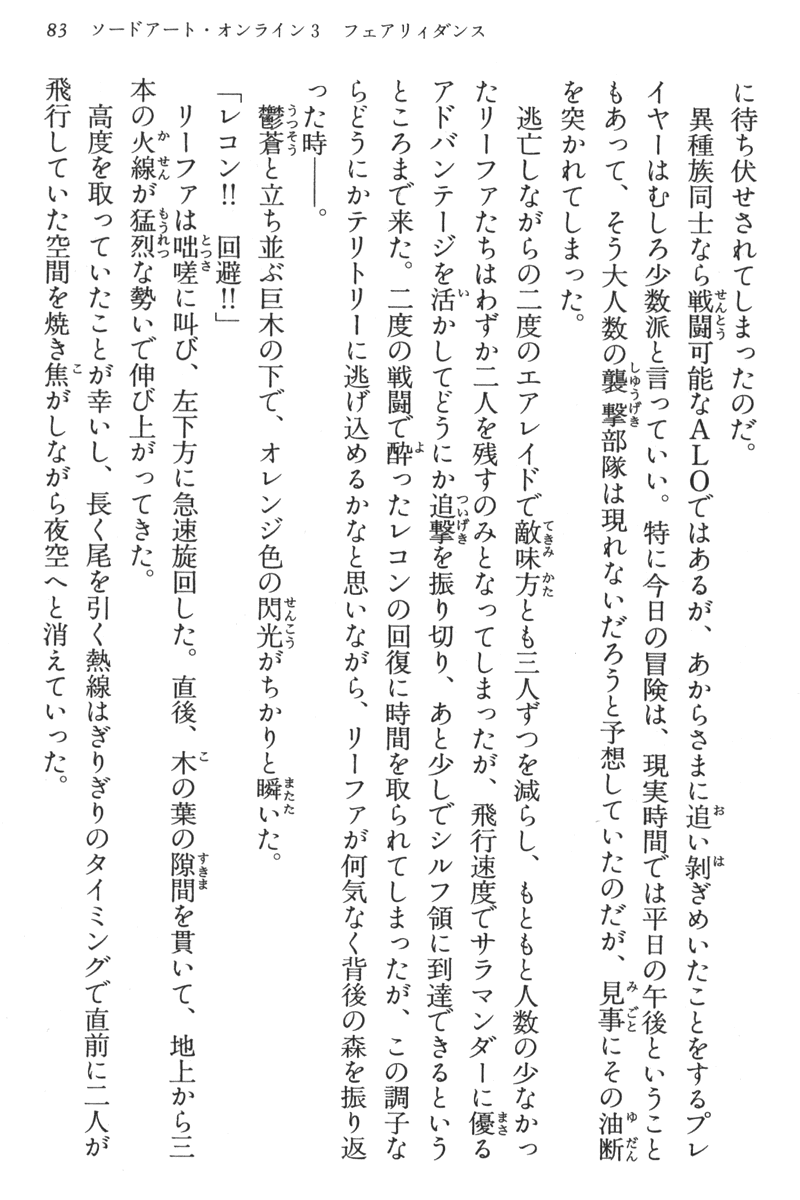 83　ソードアート・オンライン3　フェアリィダンス
に待ち伏せされてしまったのだ。
　異種族同士なら戦闘可能なＡＬＯではあるが、あからさまに追い剝ぎめいたことをするプレ
イヤーはむしろ少数派と言っていい。特に今日の冒険は、現実時間では平日の午後ということ
もあって、そう大人数の襲撃部隊は現れないだろうと予想していたのだが、見事にその油断
を突かれてしまった。
　逃亡しながらの二度のエアレイドで敵味方とも三人ずつを減らし、もともと人数の少なかっ
たリーファたちはわずか二人を残すのみとなってしまったが、飛行速度でサラマンダーに優る
アドバンテージを活かしてどうにか追撃を振り切り、あと少しでシルフ領に到達できるという
ところまで来た。二度の戦闘で酔ったレコンの回復に時間を取られてしまったが、この調子な
らどうにかテリトリーに逃げ込めるかなと思いながら、リーファが何気なく背後の森を振り返
った時――。
　鬱蒼と立ち並ぶ巨木の下で、オレンジ色の閃光がちかりと瞬いた。
「レコン!!　回避!!」
　リーファは咄嗟に叫び、左下方に急速旋回した。直後、木の葉の隙間を貫いて、地上から三
本の火線が猛烈な勢いで伸び上がってきた。
　高度を取っていたことが幸いし、長く尾を引く熱線はぎりぎりのタイミングで直前に二人が
飛行していた空間を焼き焦がしながら夜空へと消えていった。